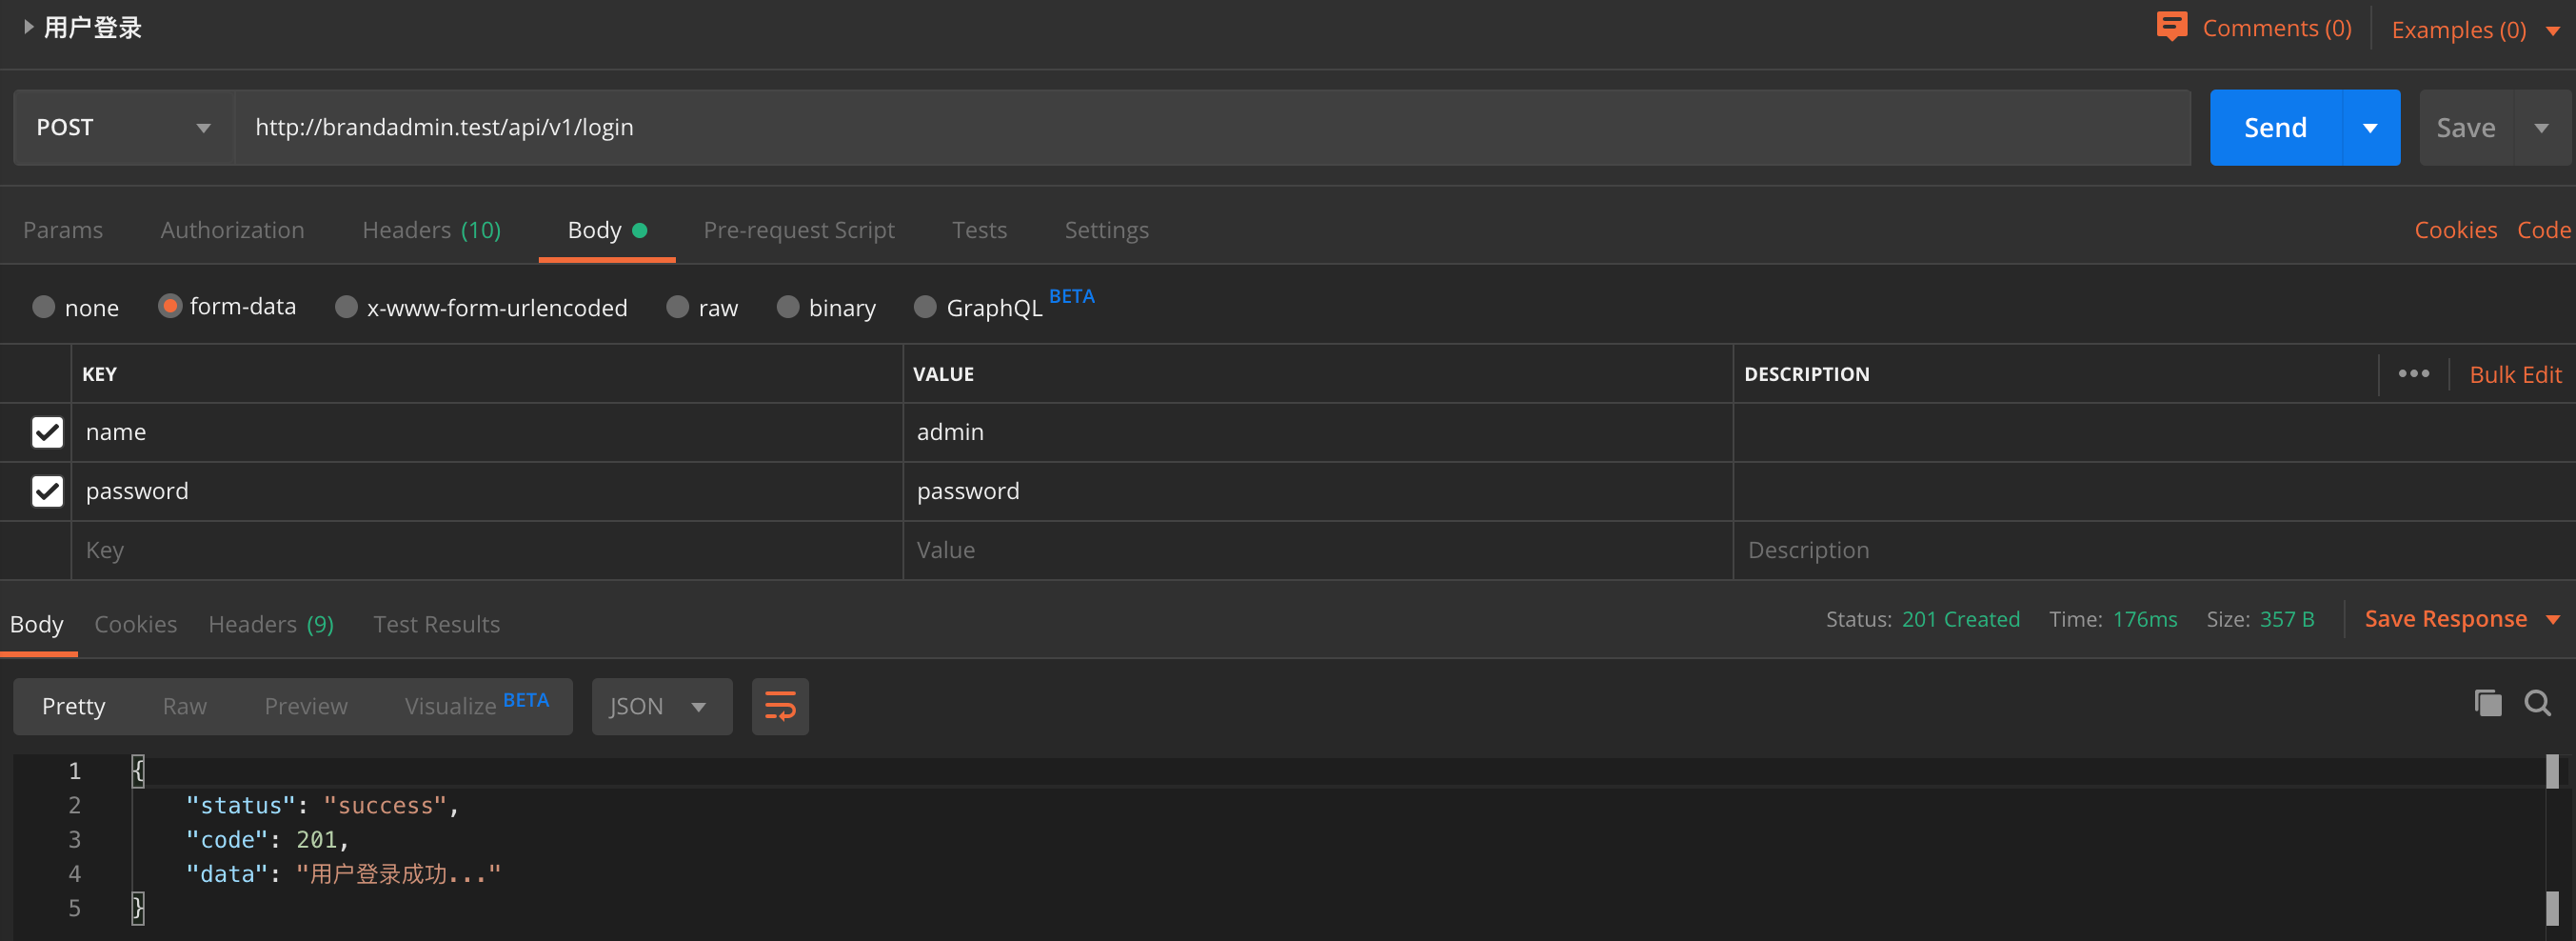 用户登录
Comments (0) Examples (0)
POST http://brandadmin.test/api/v1/login Send Save
Params Authorization Headers (10) Body Pre-request Script Tests Settings Cookies Code
none form-data x-www-form-urlencoded raw binary GraphQL BETA
KEY VALUE DESCRIPTION ••• Bulk Edit
name admin
password password
Key Value Description
Body Cookies Headers (9) Test Results Status: 201 Created Time: 176ms Size: 357 B Save Response
Pretty Raw Preview Visualize BETA JSON
1 {
2 "status": "success",
3 "code": 201,
4 "data": "用户登录成功..."
5 }